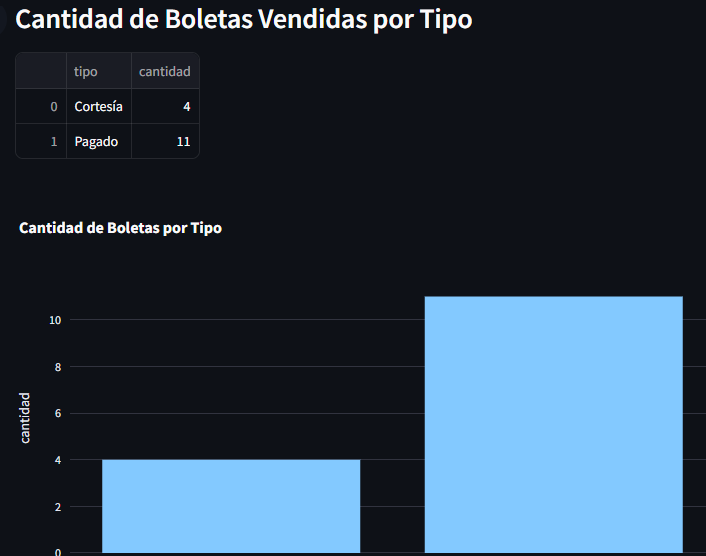 Cantidad de Boletas Vendidas por Tipo
tipo cantidad
0 Cortesía 4
1 Pagado 11
Cantidad de Boletas por Tipo
10
8
6
4
2
0
cantidad